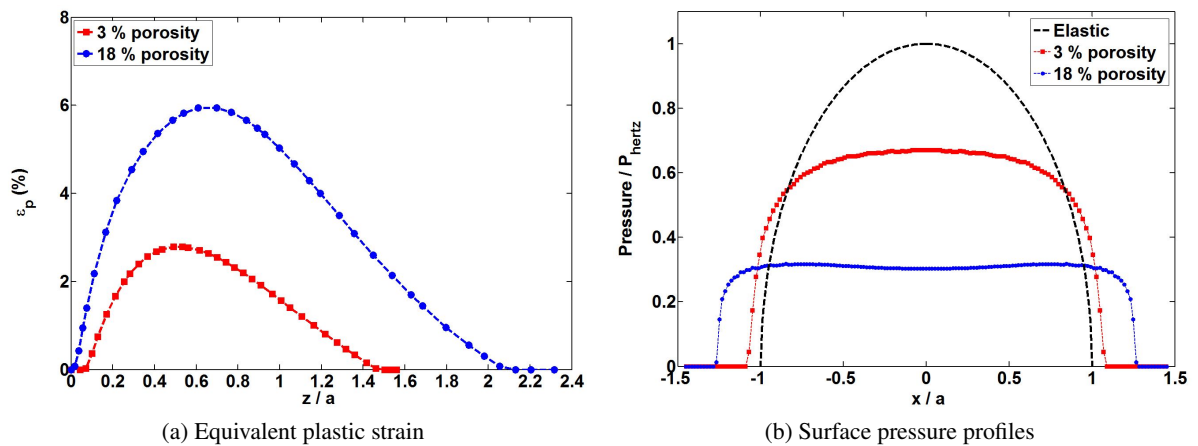 3 % porosity
18 % porosity
8
6
4
2
0
ε_p (%)
0 0.2 0.4 0.6 0.8 1 1.2 1.4 1.6 1.8 2 2.2 2.4
z / a
(a) Equivalent plastic strain
Elastic
3 % porosity
18 % porosity
1
0.8
0.6
0.4
0.2
0
Pressure / P_hertz
-1.5 -1 -0.5 0 0.5 1 1.5
x / a
(b) Surface pressure profiles